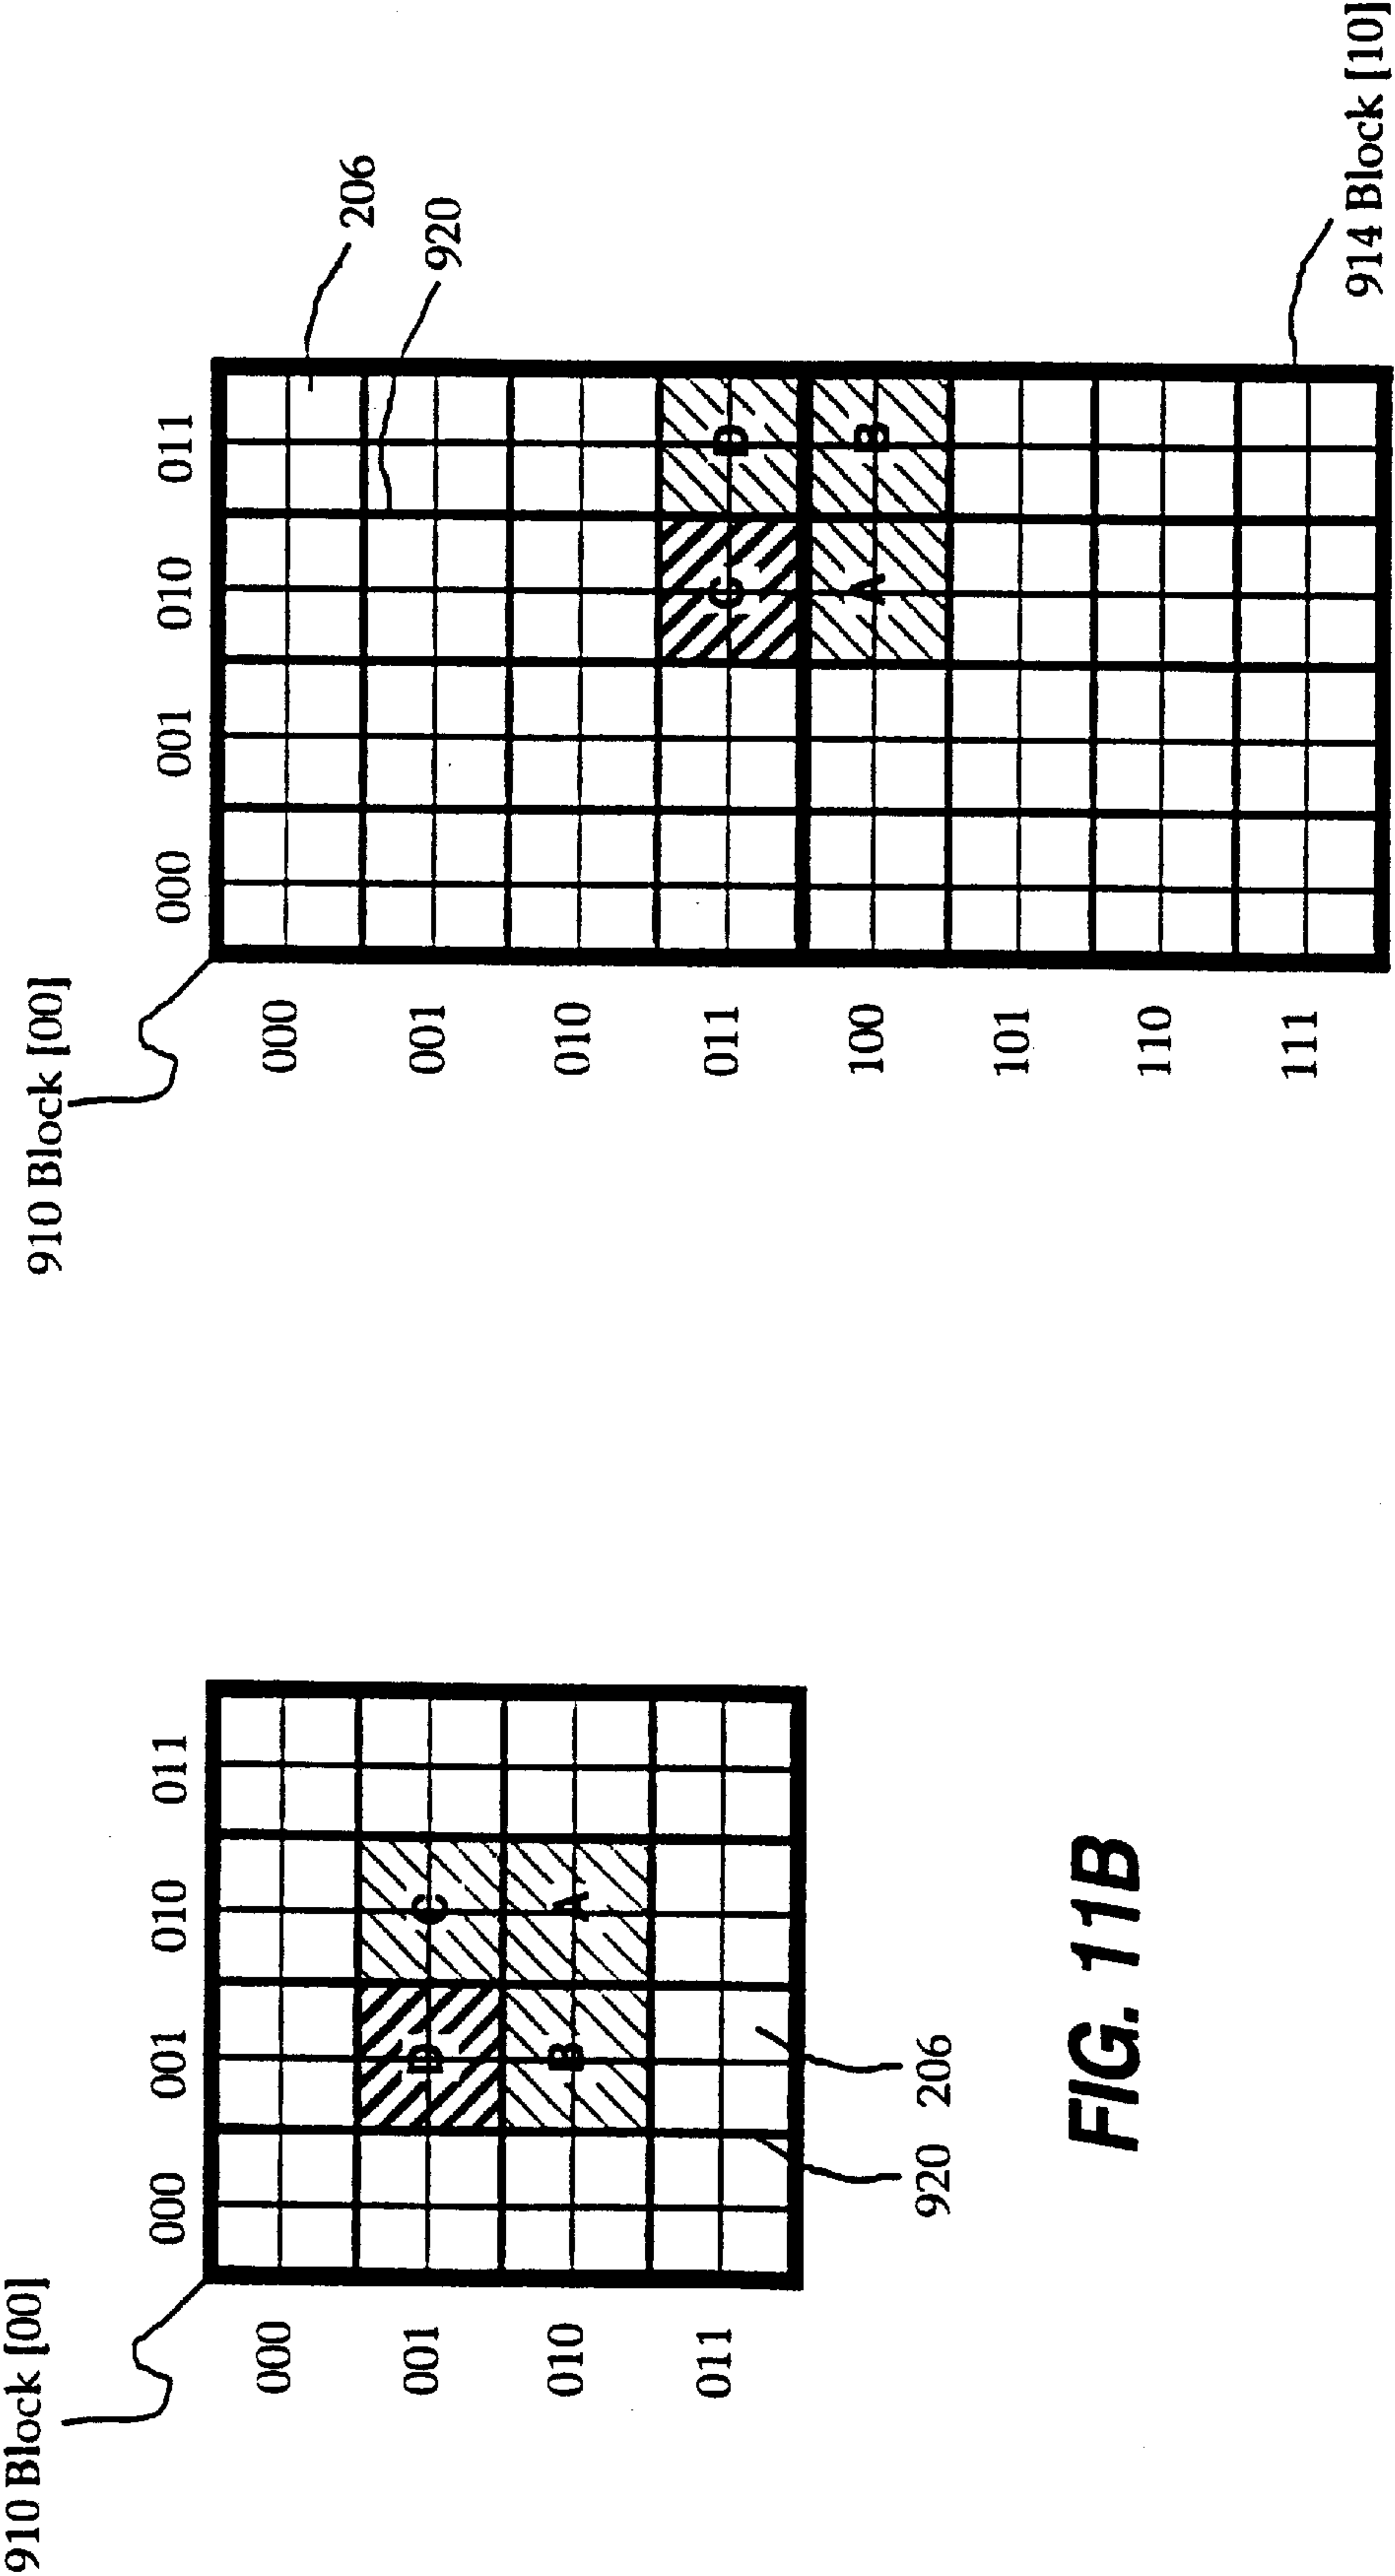 910 Block [00]
000 001 010 011
000
001 D C
010 B A
011
920 206
910 Block [00]
000 001 010 011
000
206
001
920
010
011 C D
100 A B
101
110
111
914 Block [10]
FIG. 11B